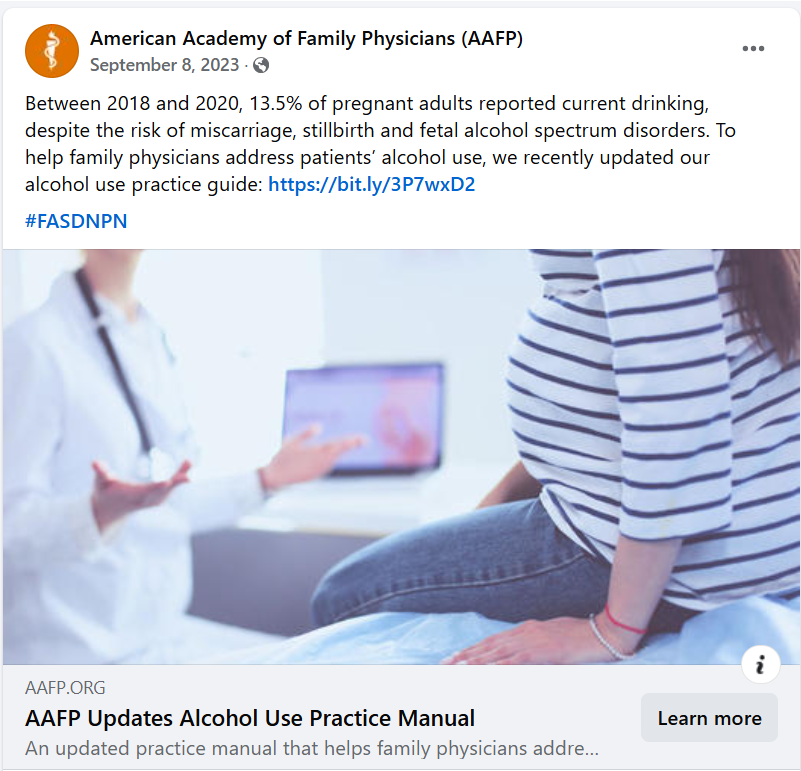 American Academy of Family Physicians (AAFP)
September 8, 2023 ·
Between 2018 and 2020, 13.5% of pregnant adults reported current drinking,
despite the risk of miscarriage, stillbirth and fetal alcohol spectrum disorders. To
help family physicians address patients’ alcohol use, we recently updated our
alcohol use practice guide: https://bit.ly/3P7wxD2
#FASDNPN
AAFP.ORG
AAFP Updates Alcohol Use Practice Manual
An updated practice manual that helps family physicians addre...
Learn more